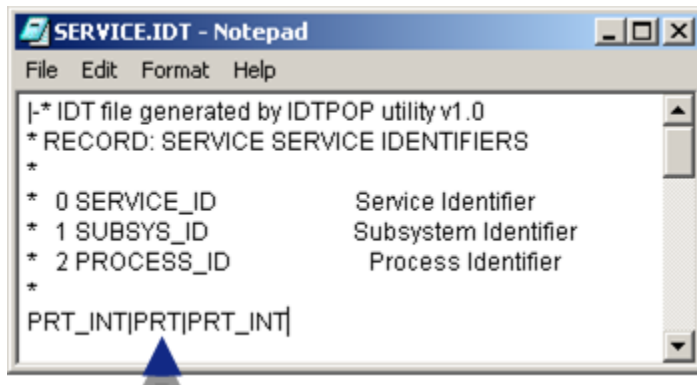 SERVICE.IDT - Notepad
File Edit Format Help
|-* IDT file generated by IDTPOP utility v1.0
* RECORD: SERVICE SERVICE IDENTIFIERS
*
* 0 SERVICE_ID Service Identifier
* 1 SUBSYS_ID Subsystem Identifier
* 2 PROCESS_ID Process Identifier
*
PRT_INT|PRT|PRT_INT|